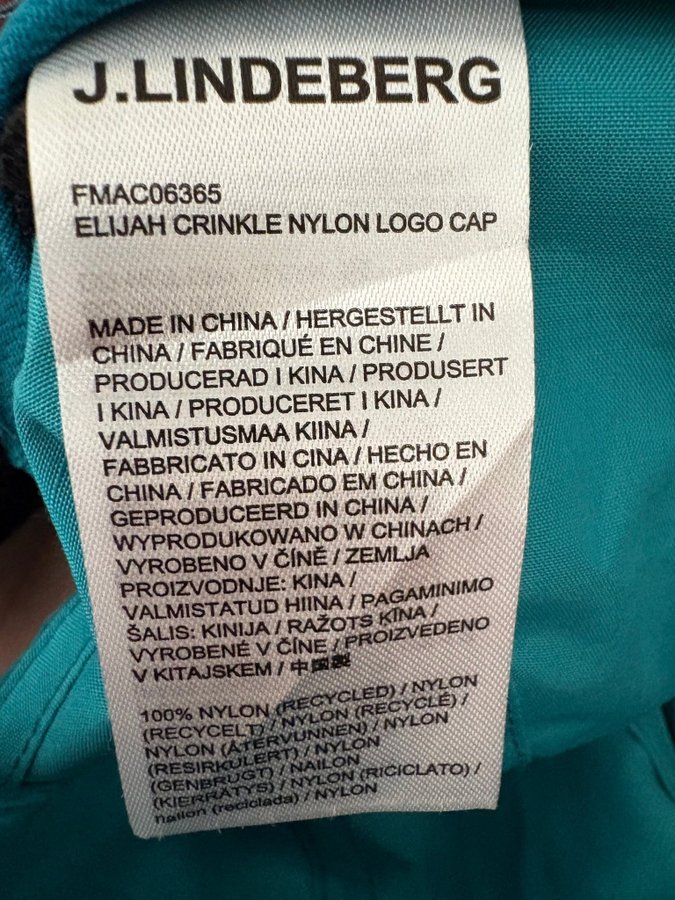 J.LINDEBERG
FMAC06365
ELIJAH CRINKLE NYLON LOGO CAP
MADE IN CHINA / HERGESTELLT IN
CHINA / FABRIQUÉ EN CHINE /
PRODUCERAD I KINA / PRODUSERT
I KINA / PRODUCERET I KINA /
VALMISTUSMAA KIINA /
FABBRICATO IN CINA / HECHO EN
CHINA / FABRICADO EM CHINA /
GEPRODUCEERD IN CHINA /
WYPRODUKOWANO W CHINACH /
VYROBENO V ČÍNĚ / ZEMLJA
PROIZVODNJE: KINA /
VALMISTATUD HIINA / PAGAMINIMO
ŠALIS: KINIJA / RAŽOTS ĶĪNA /
VYROBENÉ V ČÍNE / PROIZVEDENO
V KITAJSKEM / 中国製
100% NYLON (RECYCLED) / NYLON
(RECYCELT) / NYLON (RECYCLÉ) /
NYLON (ÅTERVUNNEN) / NYLON
(RESIRKULERT) / NYLON
(GENBRUGT) / NAILON
(KIERRÄTYS) / NYLON (RICICLATO) /
nailon (reciclada) / NYLON